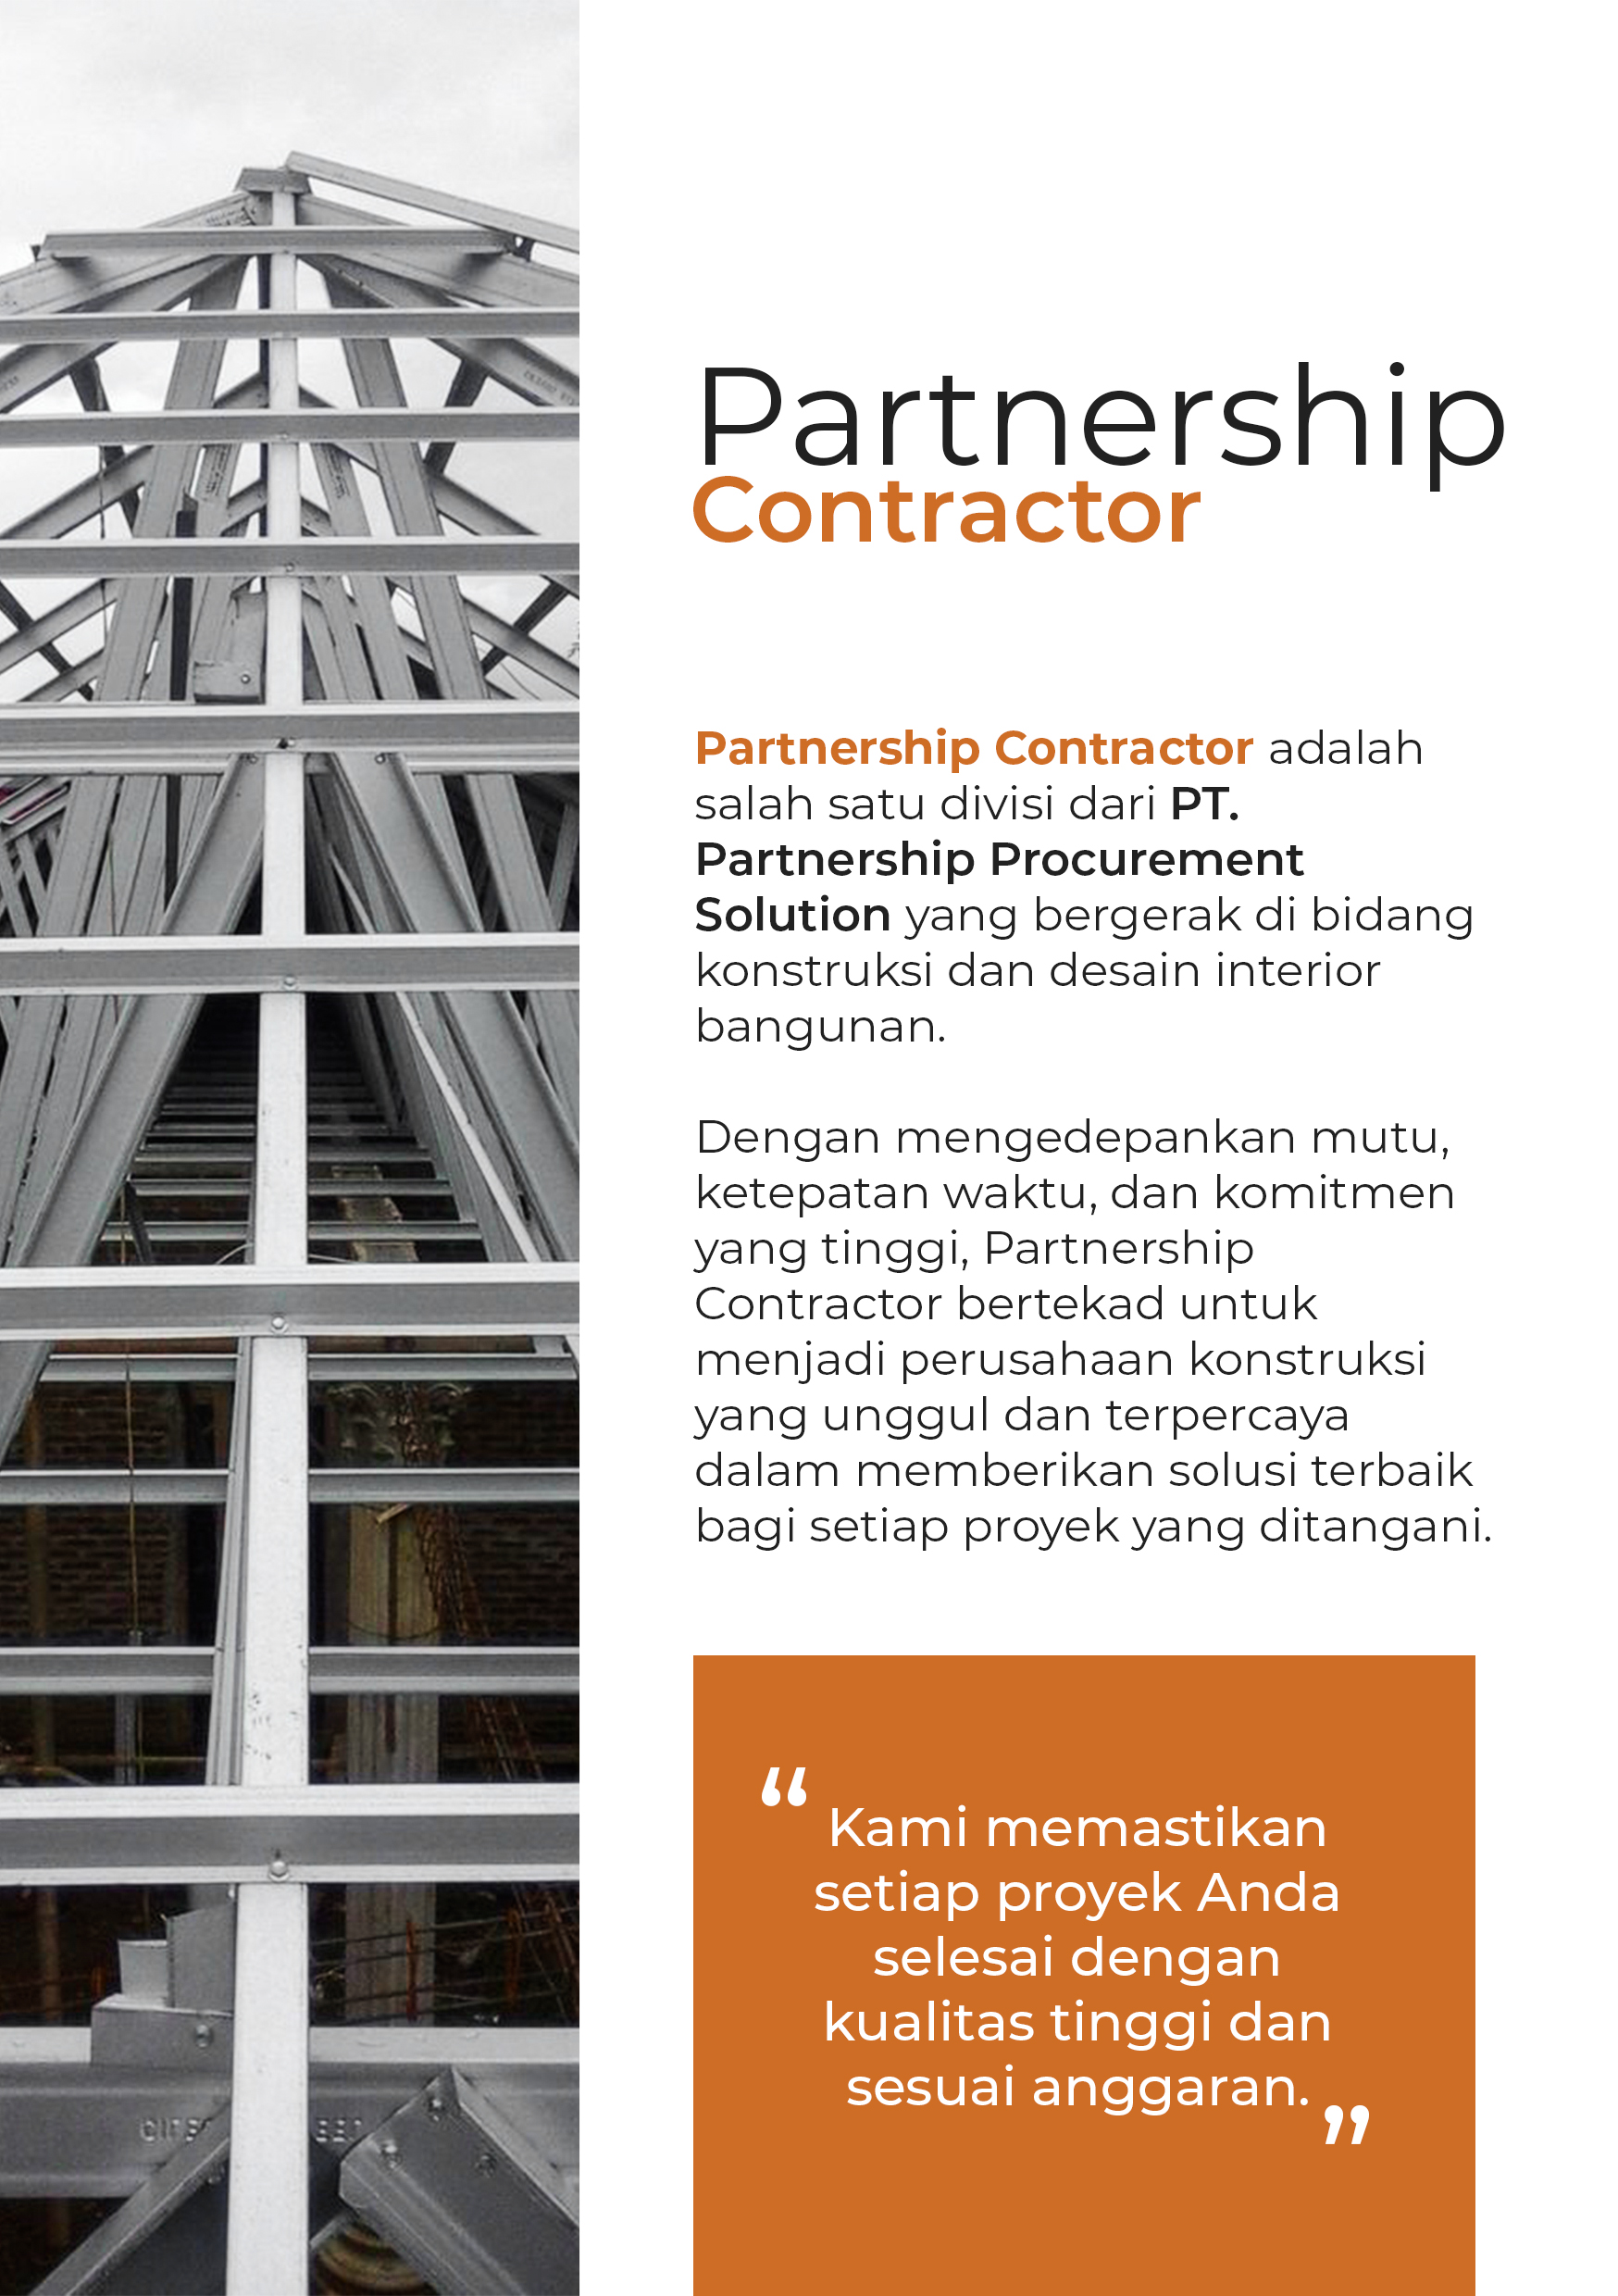 Partnership
Contractor
Partnership Contractor adalah
salah satu divisi dari PT.
Partnership Procurement
Solution yang bergerak di bidang
konstruksi dan desain interior
bangunan.
Dengan mengedepankan mutu,
ketepatan waktu, dan komitmen
yang tinggi, Partnership
Contractor bertekad untuk
menjadi perusahaan konstruksi
yang unggul dan terpercaya
dalam memberikan solusi terbaik
bagi setiap proyek yang ditangani.
“Kami memastikan
setiap proyek Anda
selesai dengan
kualitas tinggi dan
sesuai anggaran.”